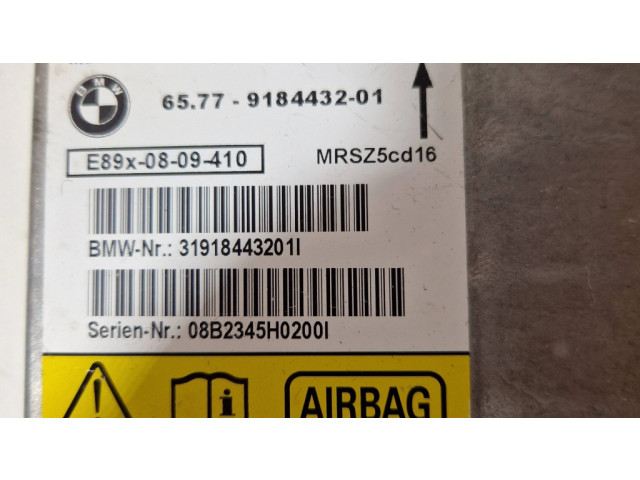 BMW
65.77 - 9184432-01
E89x-08-09-410
MRSZ5cd16
BMW-Nr.: 31918443201I
Serien-Nr.: 08B2345H0200I
i
AIRBAG